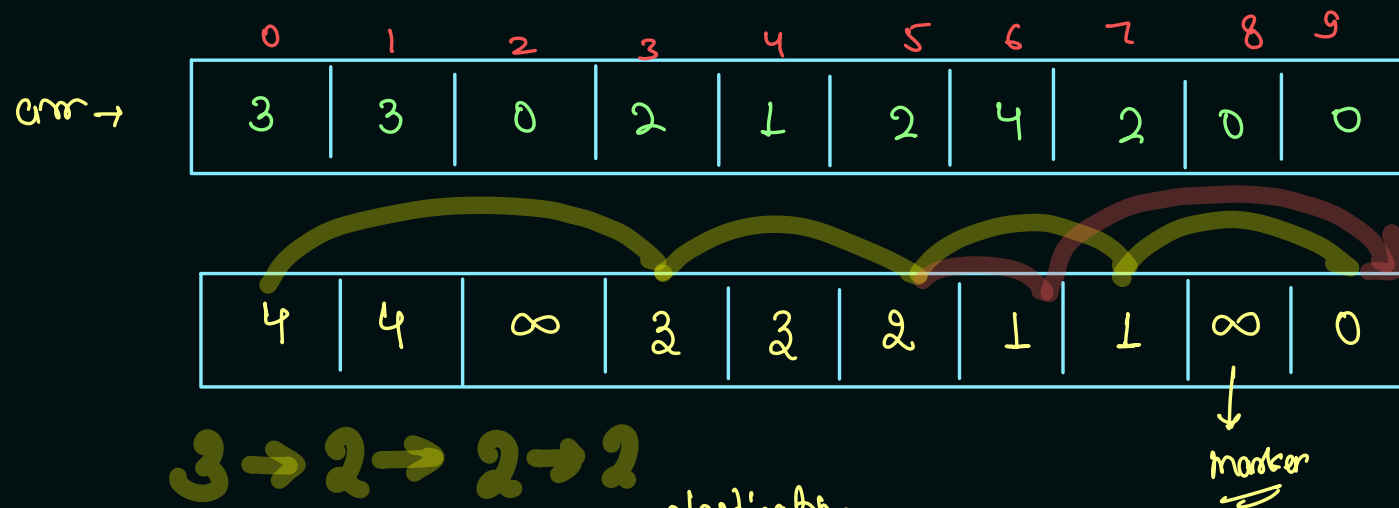 0 1 2 3 4 5 6 7 8 9
arr → 3 3 0 2 1 2 4 2 0 0
4 4 ∞ 3 3 2 1 1 ∞ 0
marker
3 → 2 → 2 → 2